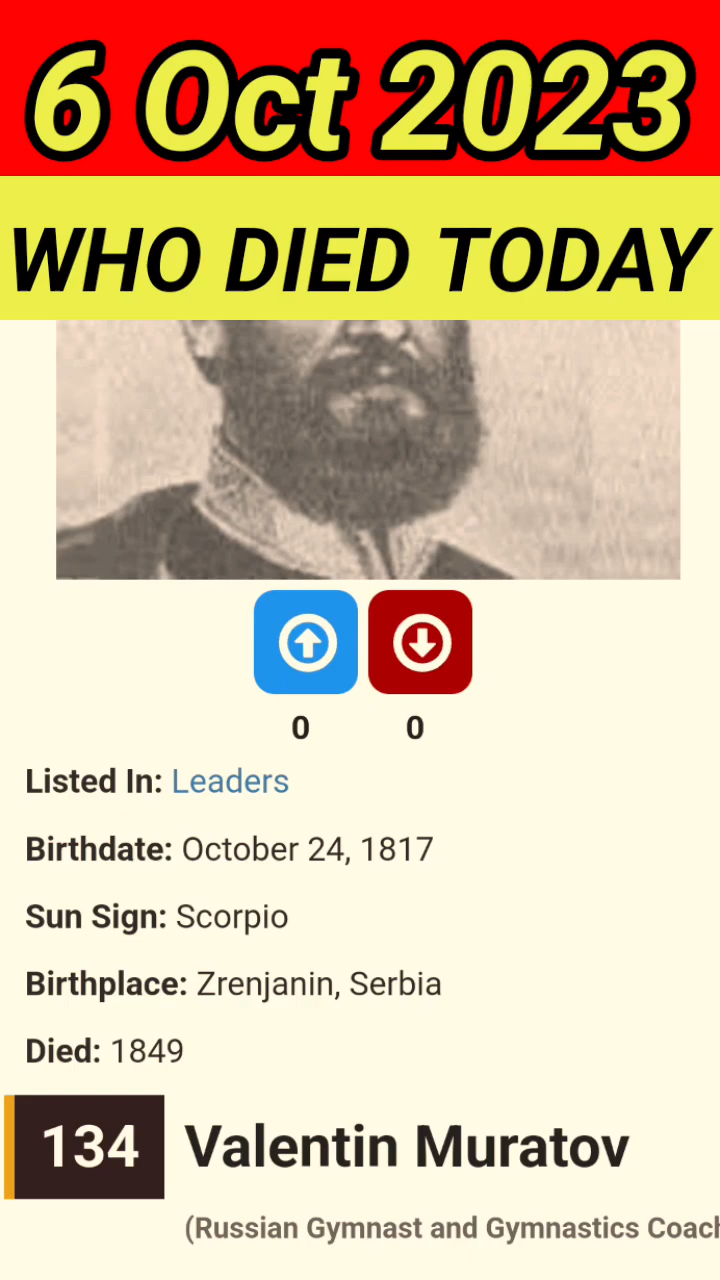 6 Oct 2023
WHO DIED TODAY
0 0
Listed In: Leaders
Birthdate: October 24, 1817
Sun Sign: Scorpio
Birthplace: Zrenjanin, Serbia
Died: 1849
134 Valentin Muratov
(Russian Gymnast and Gymnastics Coach